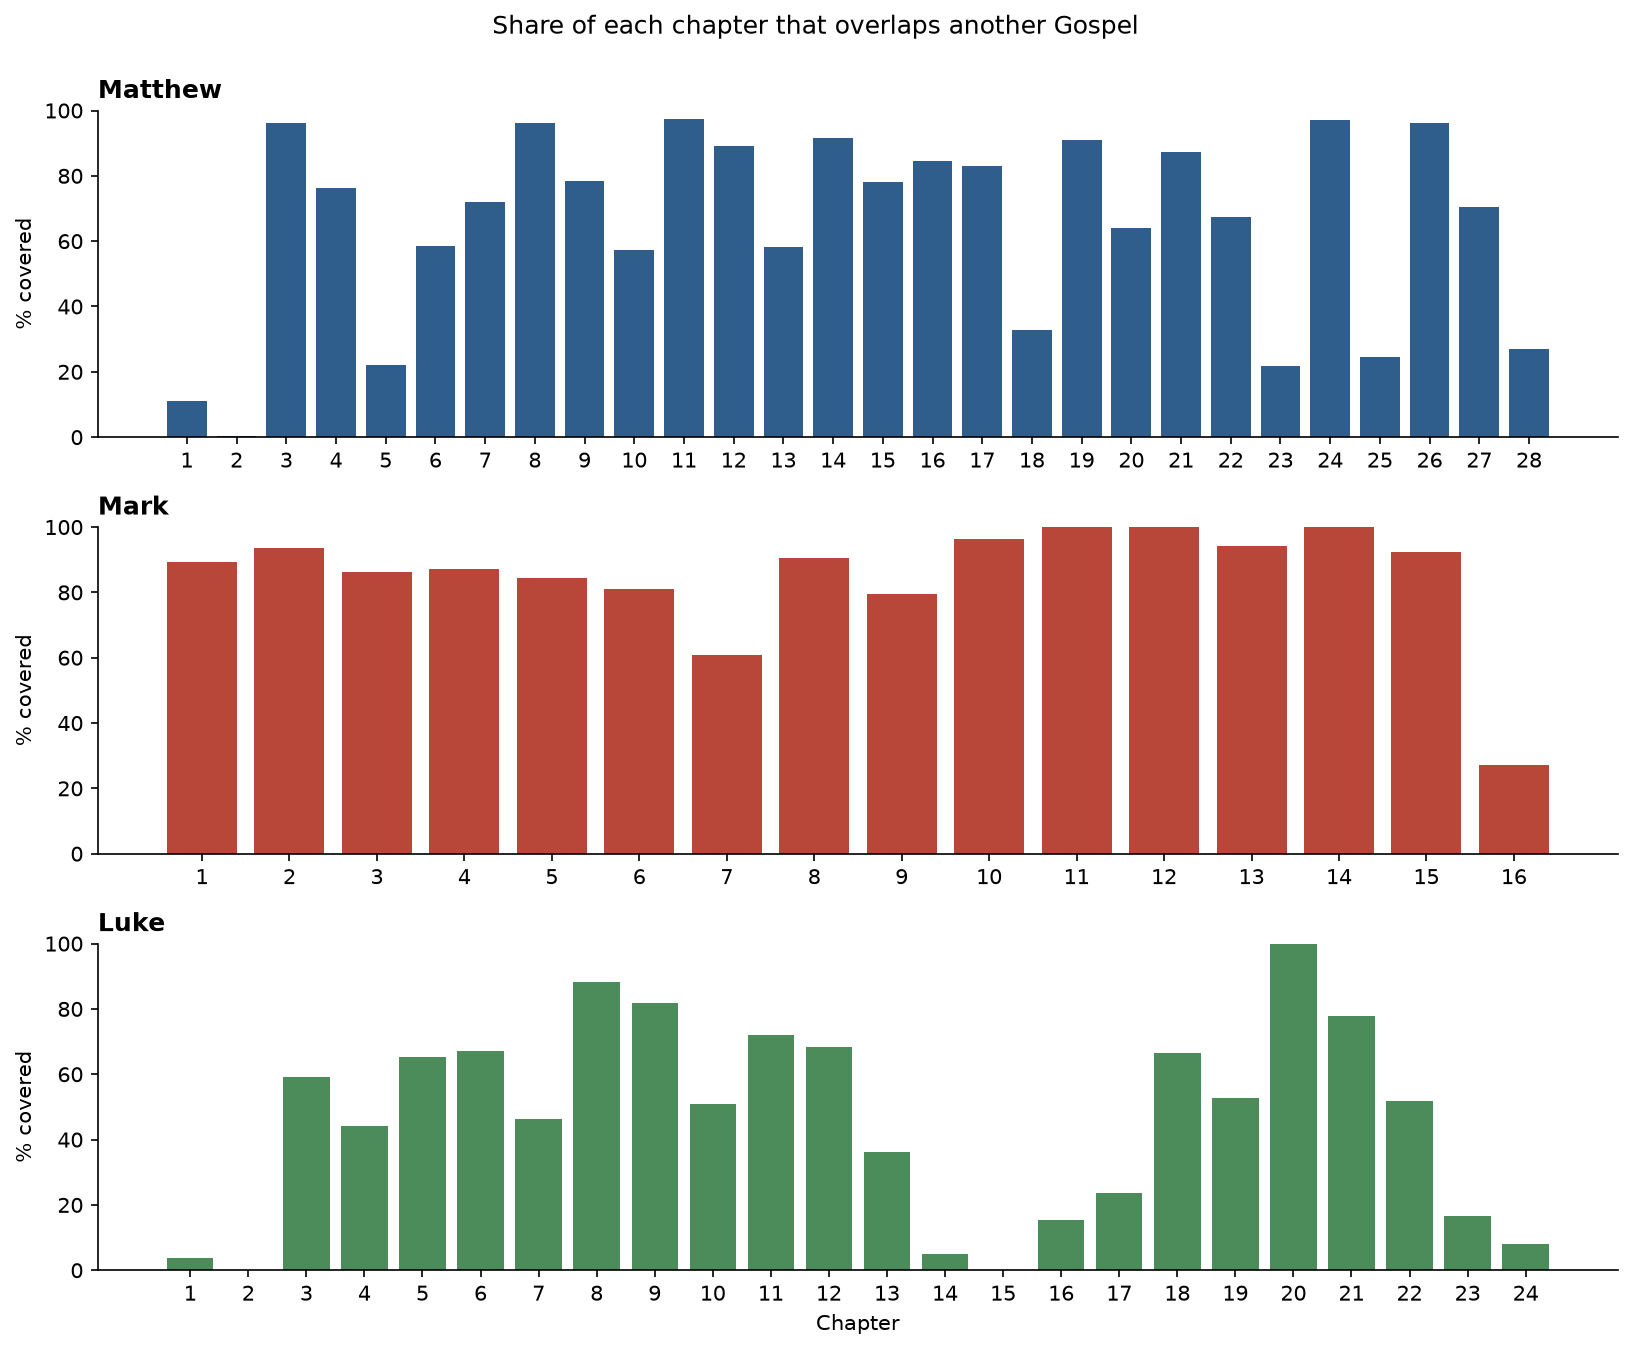 Share of each chapter that overlaps another Gospel
Matthew
100
80
60
40
20
0
% covered
1 2 3 4 5 6 7 8 9 10 11 12 13 14 15 16 17 18 19 20 21 22 23 24 25 26 27 28
Mark
100
80
60
40
20
0
% covered
1 2 3 4 5 6 7 8 9 10 11 12 13 14 15 16
Luke
100
80
60
40
20
0
% covered
1 2 3 4 5 6 7 8 9 10 11 12 13 14 15 16 17 18 19 20 21 22 23 24
Chapter